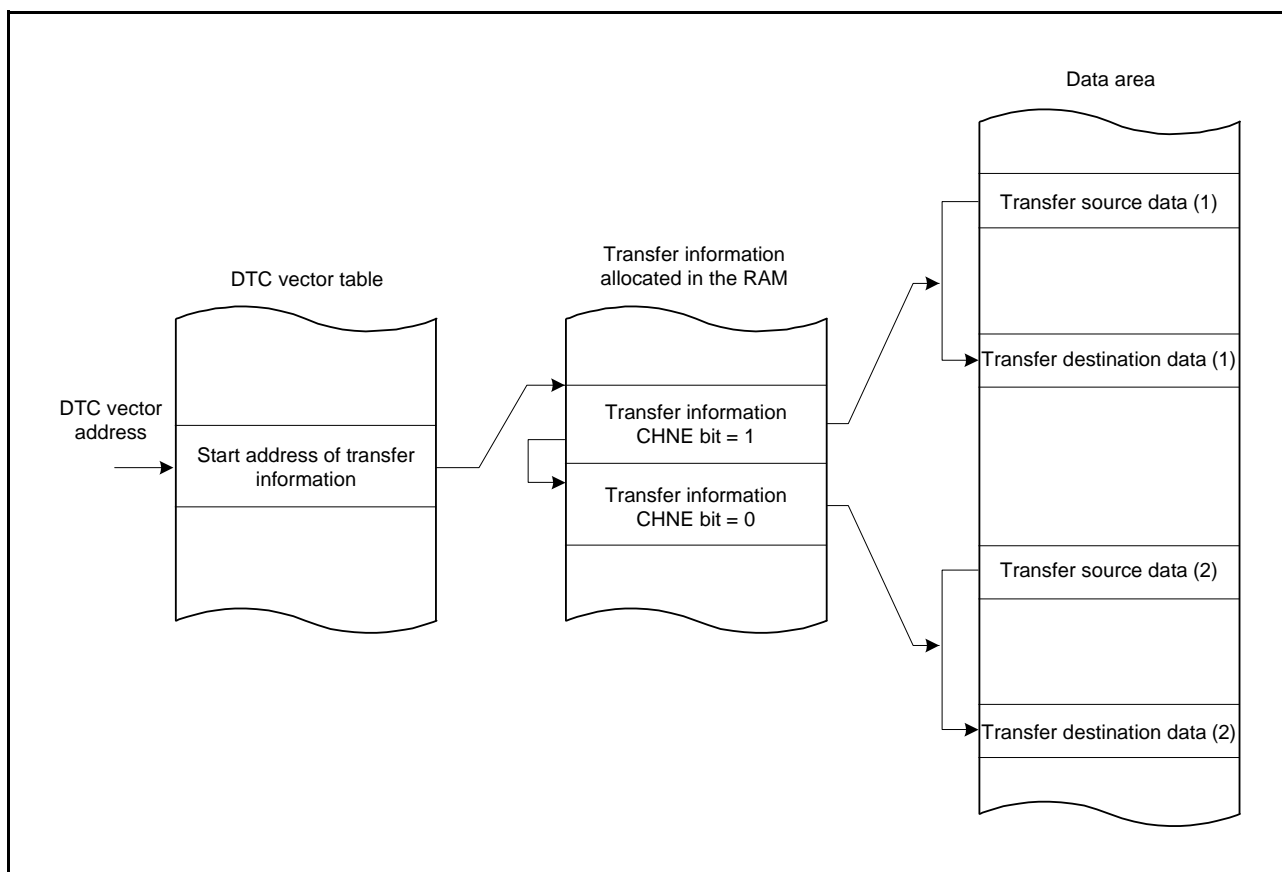 Data area
Transfer source data (1)
Transfer information
allocated in the RAM
DTC vector table
Transfer destination data (1)
DTC vector
address
Transfer information
CHNE bit = 1
Start address of transfer
information
Transfer information
CHNE bit = 0
Transfer source data (2)
Transfer destination data (2)